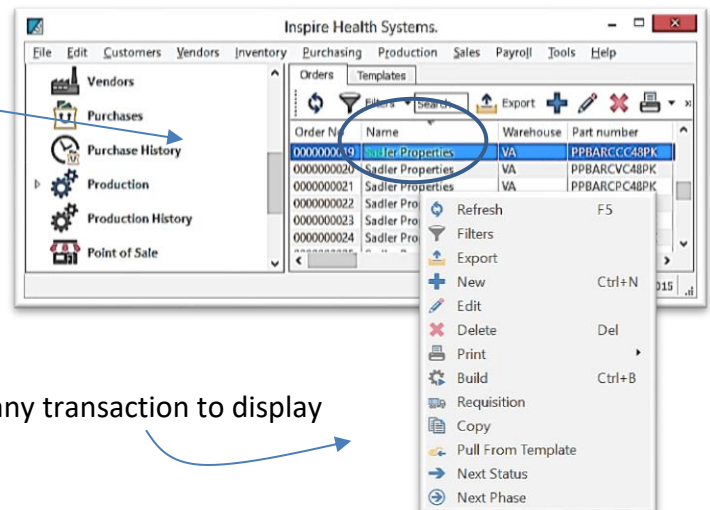 Inspire Health Systems.
File Edit Customers Vendors Inventory Purchasing Production Sales Payroll Tools Help
Vendors
Purchases
Purchase History
Production
Production History
Point of Sale
Orders Templates
Filters Search Export
Order No Name Warehouse Part number
0000000019 Sadler Properties VA PPBARCCC48PK
0000000020 Sadler Properties VA PPBARCVC48PK
0000000021 Sadler Properties VA PPBARCPC48PK
0000000022 Sadler Pro
0000000023 Sadler Pro
0000000024 Sadler Pro
015
Refresh F5
Filters
Export
New Ctrl+N
Edit
Delete Del
Print
Build Ctrl+B
Requisition
Copy
Pull From Template
Next Status
Next Phase
any transaction to display